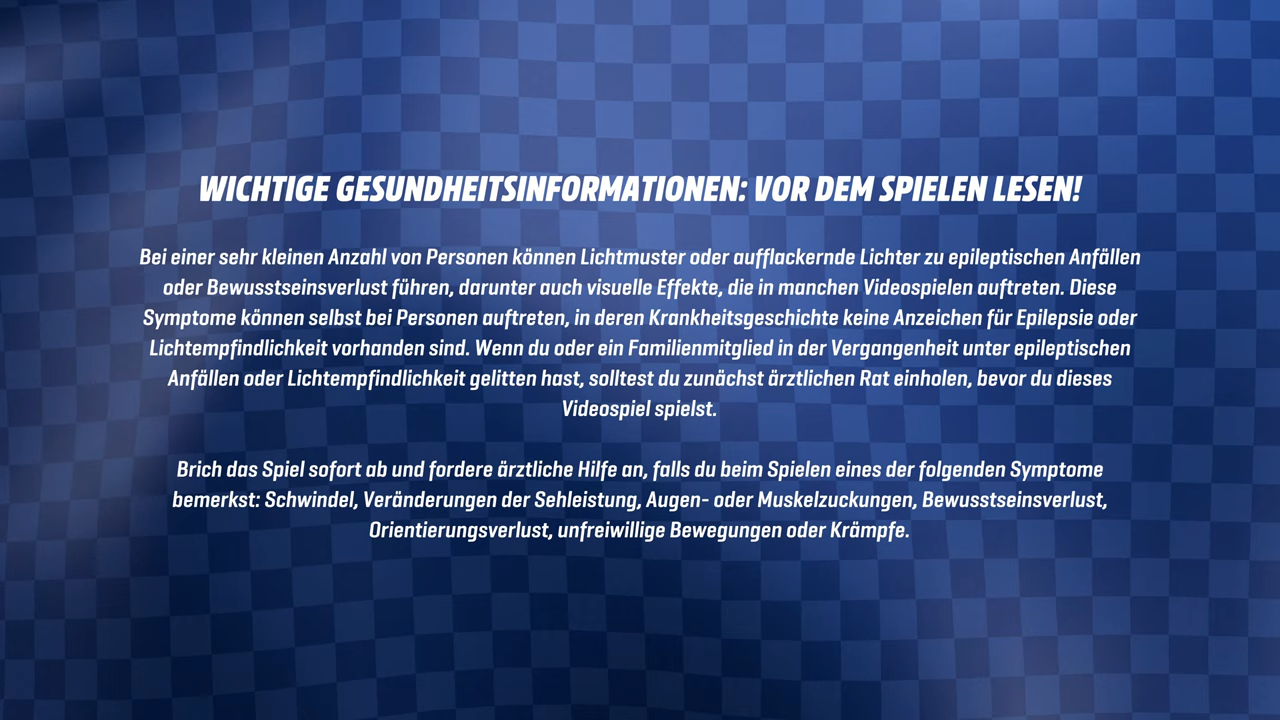 WICHTIGE GESUNDHEITSINFORMATIONEN: VOR DEM SPIELEN LESEN!
Bei einer sehr kleinen Anzahl von Personen können Lichtmuster oder aufflackernde Lichter zu epileptischen Anfällen
oder Bewusstseinsverlust führen, darunter auch visuelle Effekte, die in manchen Videospielen auftreten. Diese
Symptome können selbst bei Personen auftreten, in deren Krankheitsgeschichte keine Anzeichen für Epilepsie oder
Lichtempfindlichkeit vorhanden sind. Wenn du oder ein Familienmitglied in der Vergangenheit unter epileptischen
Anfällen oder Lichtempfindlichkeit gelitten hast, solltest du zunächst ärztlichen Rat einholen, bevor du dieses
Videospiel spielst.
Brich das Spiel sofort ab und fordere ärztliche Hilfe an, falls du beim Spielen eines der folgenden Symptome
bemerkst: Schwindel, Veränderungen der Sehleistung, Augen- oder Muskelzuckungen, Bewusstseinsverlust,
Orientierungsverlust, unfreiwillige Bewegungen oder Krämpfe.